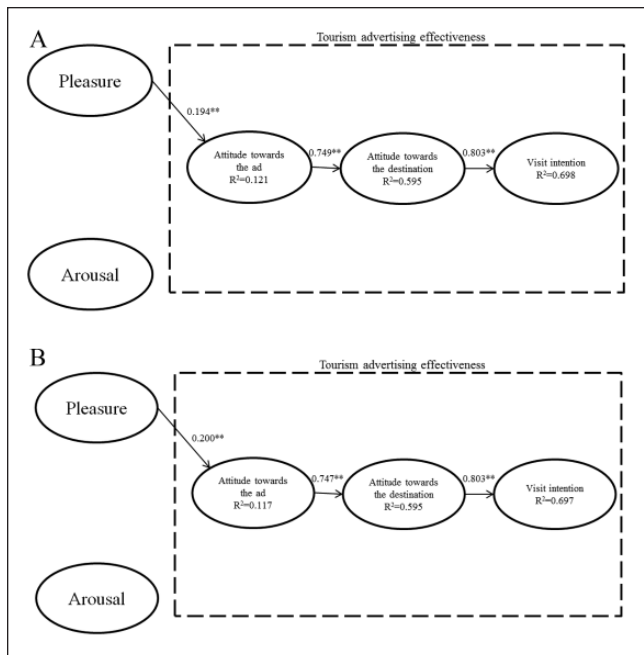 A
Tourism advertising effectiveness
Pleasure
0.194**
Attitude towards
the ad
R²=0.121
0.749**
Attitude towards
the destination
R²=0.595
0.803**
Visit intention
R²=0.698
Arousal
B
Tourism advertising effectiveness
Pleasure
0.200**
Attitude towards
the ad
R²=0.117
0.747**
Attitude towards
the destination
R²=0.595
0.803**
Visit intention
R²=0.697
Arousal